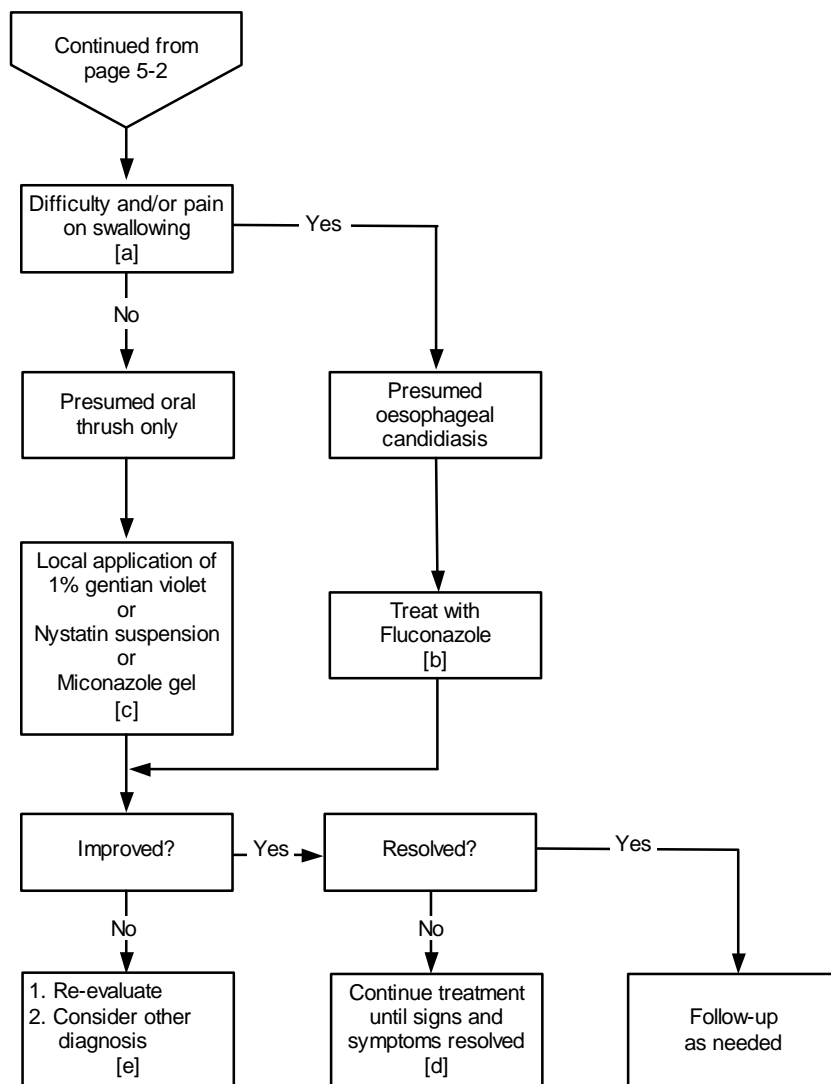 Continued from
page 5-2
Difficulty and/or pain
on swallowing
[a]
Yes
No
Presumed oral
thrush only
Presumed
oesophageal
candidiasis
Local application of
1% gentian violet
or
Nystatin suspension
or
Miconazole gel
[c]
Treat with
Fluconazole
[b]
Improved?
Yes
Resolved?
Yes
No
No
1. Re-evaluate
2. Consider other
diagnosis
[e]
Continue treatment
until signs and
symptoms resolved
[d]
Follow-up
as needed